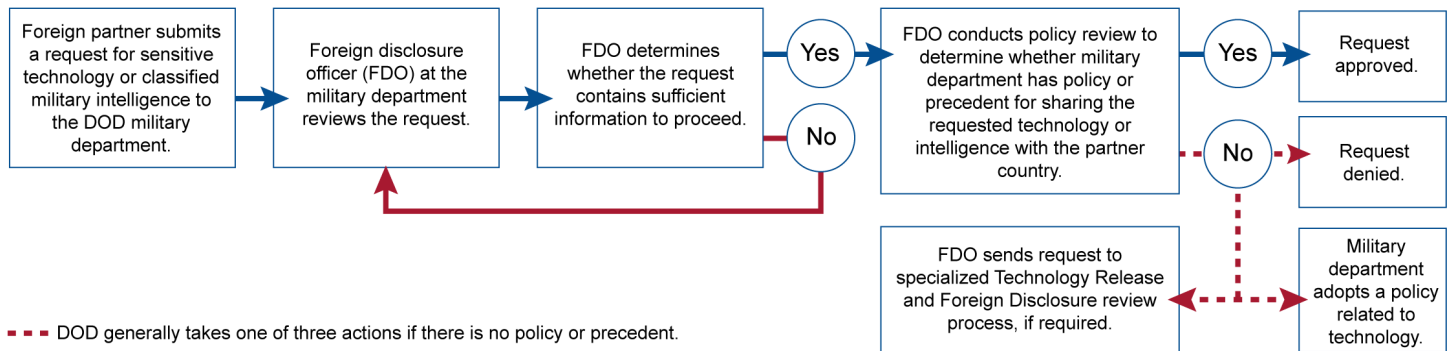 Foreign partner submits
a request for sensitive
technology or classified
military intelligence to
the DOD military
department.
Foreign disclosure
officer (FDO) at the
military department
reviews the request.
FDO determines
whether the request
contains sufficient
information to proceed.
Yes
No
FDO conducts policy review to
determine whether military
department has policy or
precedent for sharing the
requested technology or
intelligence with the partner
country.
Yes
Request
approved.
No
Request
denied.
FDO sends request to
specialized Technology Release
and Foreign Disclosure review
process, if required.
Military
department
adopts a policy
related to
technology.
DOD generally takes one of three actions if there is no policy or precedent.